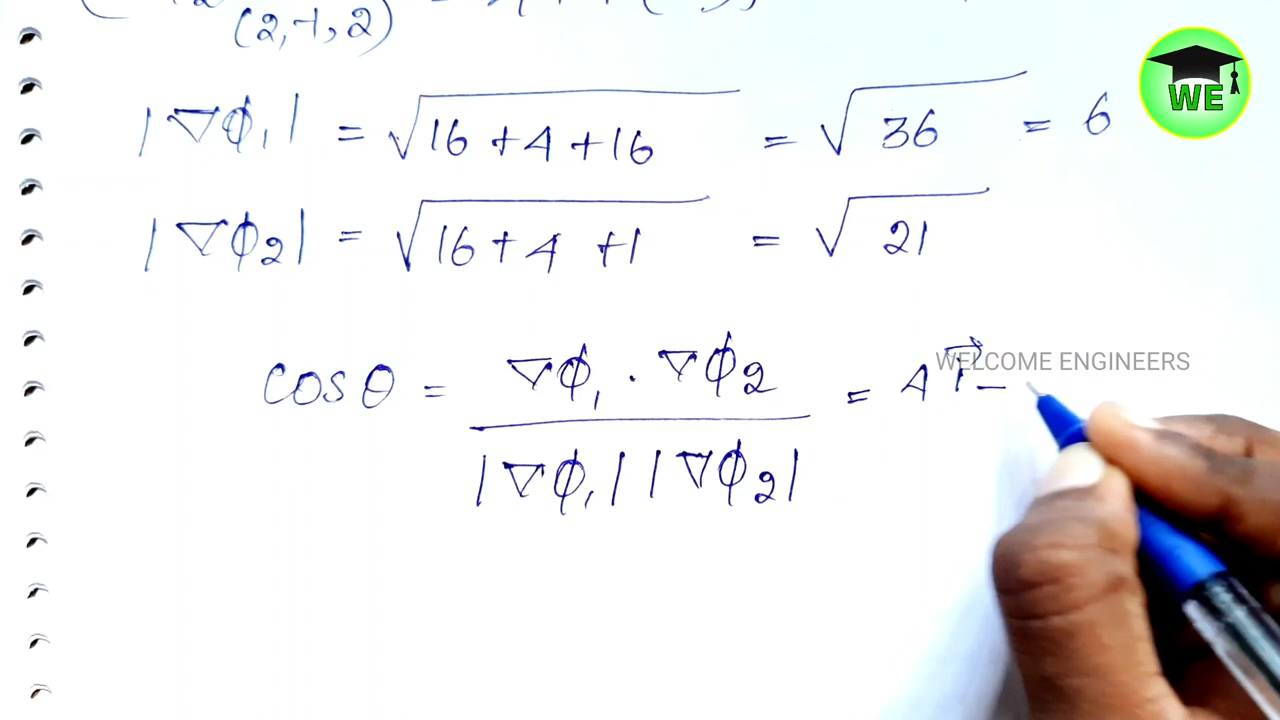 (2,-1,2)
WE
|∇φ₁| = √16 + 4 + 16 = √36 = 6
|∇φ₂| = √16 + 4 + 1 = √21
WELCOME ENGINEERS
cos θ = ∇φ₁ . ∇φ₂ = 4 i⃗ –
|∇φ₁| |∇φ₂|